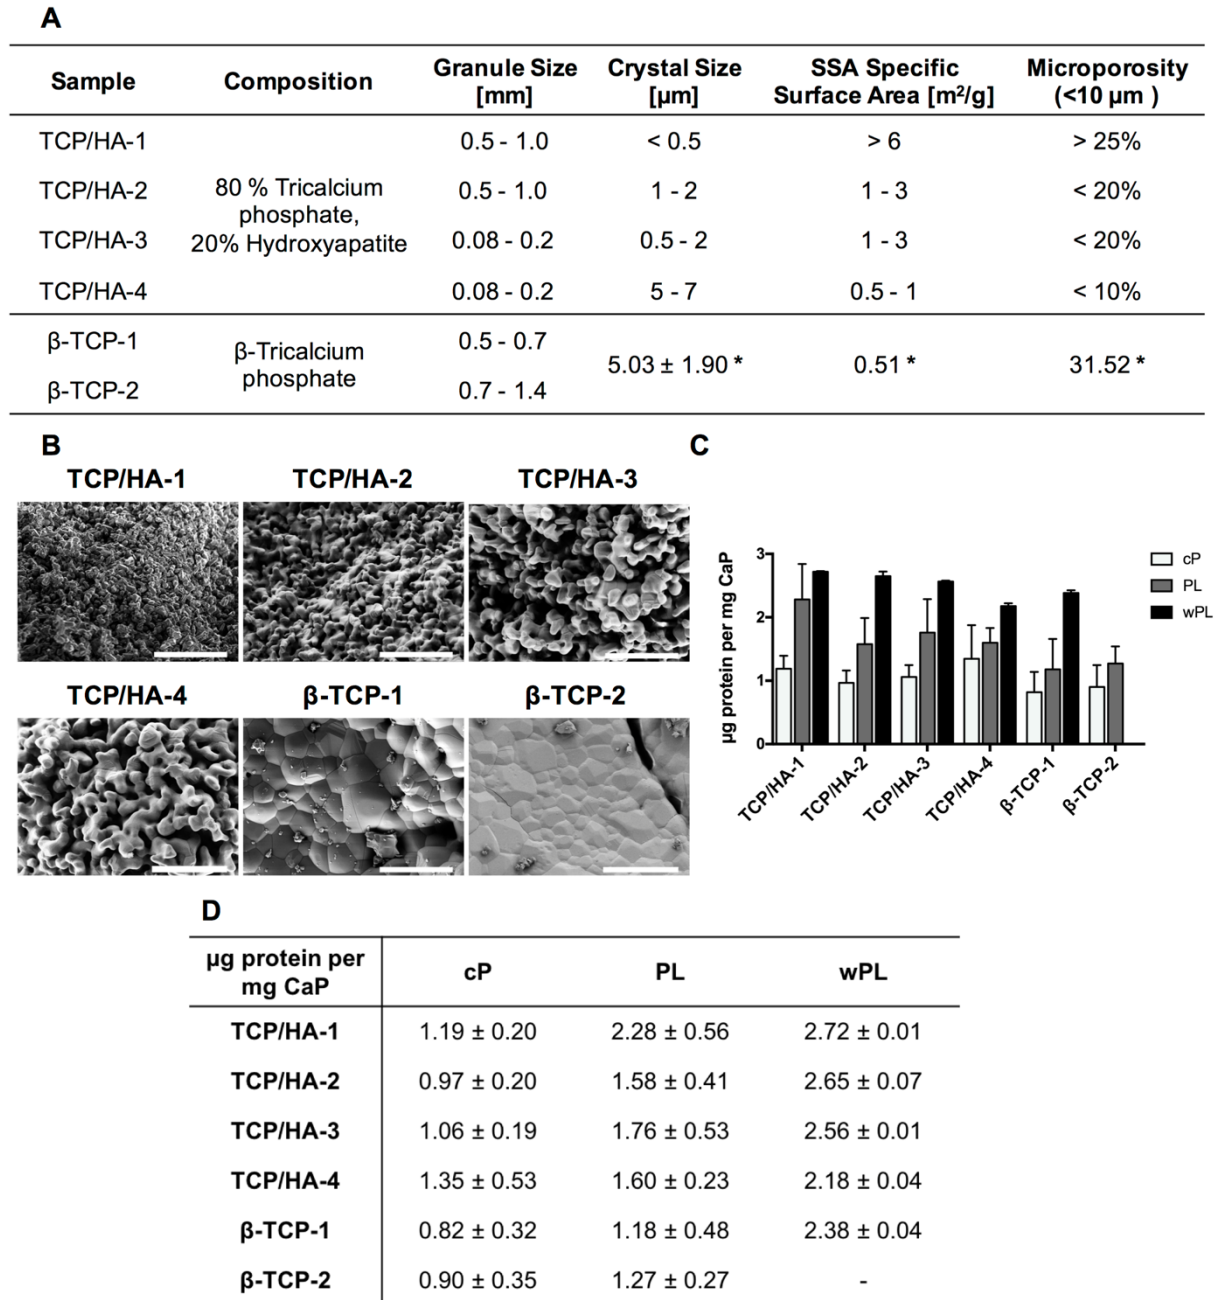 A
Sample Composition Granule Size [mm] Crystal Size [µm] SSA Specific Surface Area [m²/g] Microporosity (<10 µm )
TCP/HA-1 0.5 - 1.0 < 0.5 > 6 > 25%
TCP/HA-2 80 % Tricalcium phosphate, 20% Hydroxyapatite 0.5 - 1.0 1 - 2 1 - 3 < 20%
TCP/HA-3 0.08 - 0.2 0.5 - 2 1 - 3 < 20%
TCP/HA-4 0.08 - 0.2 5 - 7 0.5 - 1 < 10%
β-TCP-1 β-Tricalcium phosphate 0.5 - 0.7 5.03 ± 1.90 * 0.51 * 31.52 *
β-TCP-2 0.7 - 1.4
B
TCP/HA-1 TCP/HA-2 TCP/HA-3
TCP/HA-4 β-TCP-1 β-TCP-2
C
µg protein per mg CaP
3
2
1
0
TCP/HA-1 TCP/HA-2 TCP/HA-3 TCP/HA-4 β-TCP-1 β-TCP-2
cP
PL
wPL
D
µg protein per mg CaP cP PL wPL
TCP/HA-1 1.19 ± 0.20 2.28 ± 0.56 2.72 ± 0.01
TCP/HA-2 0.97 ± 0.20 1.58 ± 0.41 2.65 ± 0.07
TCP/HA-3 1.06 ± 0.19 1.76 ± 0.53 2.56 ± 0.01
TCP/HA-4 1.35 ± 0.53 1.60 ± 0.23 2.18 ± 0.04
β-TCP-1 0.82 ± 0.32 1.18 ± 0.48 2.38 ± 0.04
β-TCP-2 0.90 ± 0.35 1.27 ± 0.27 -